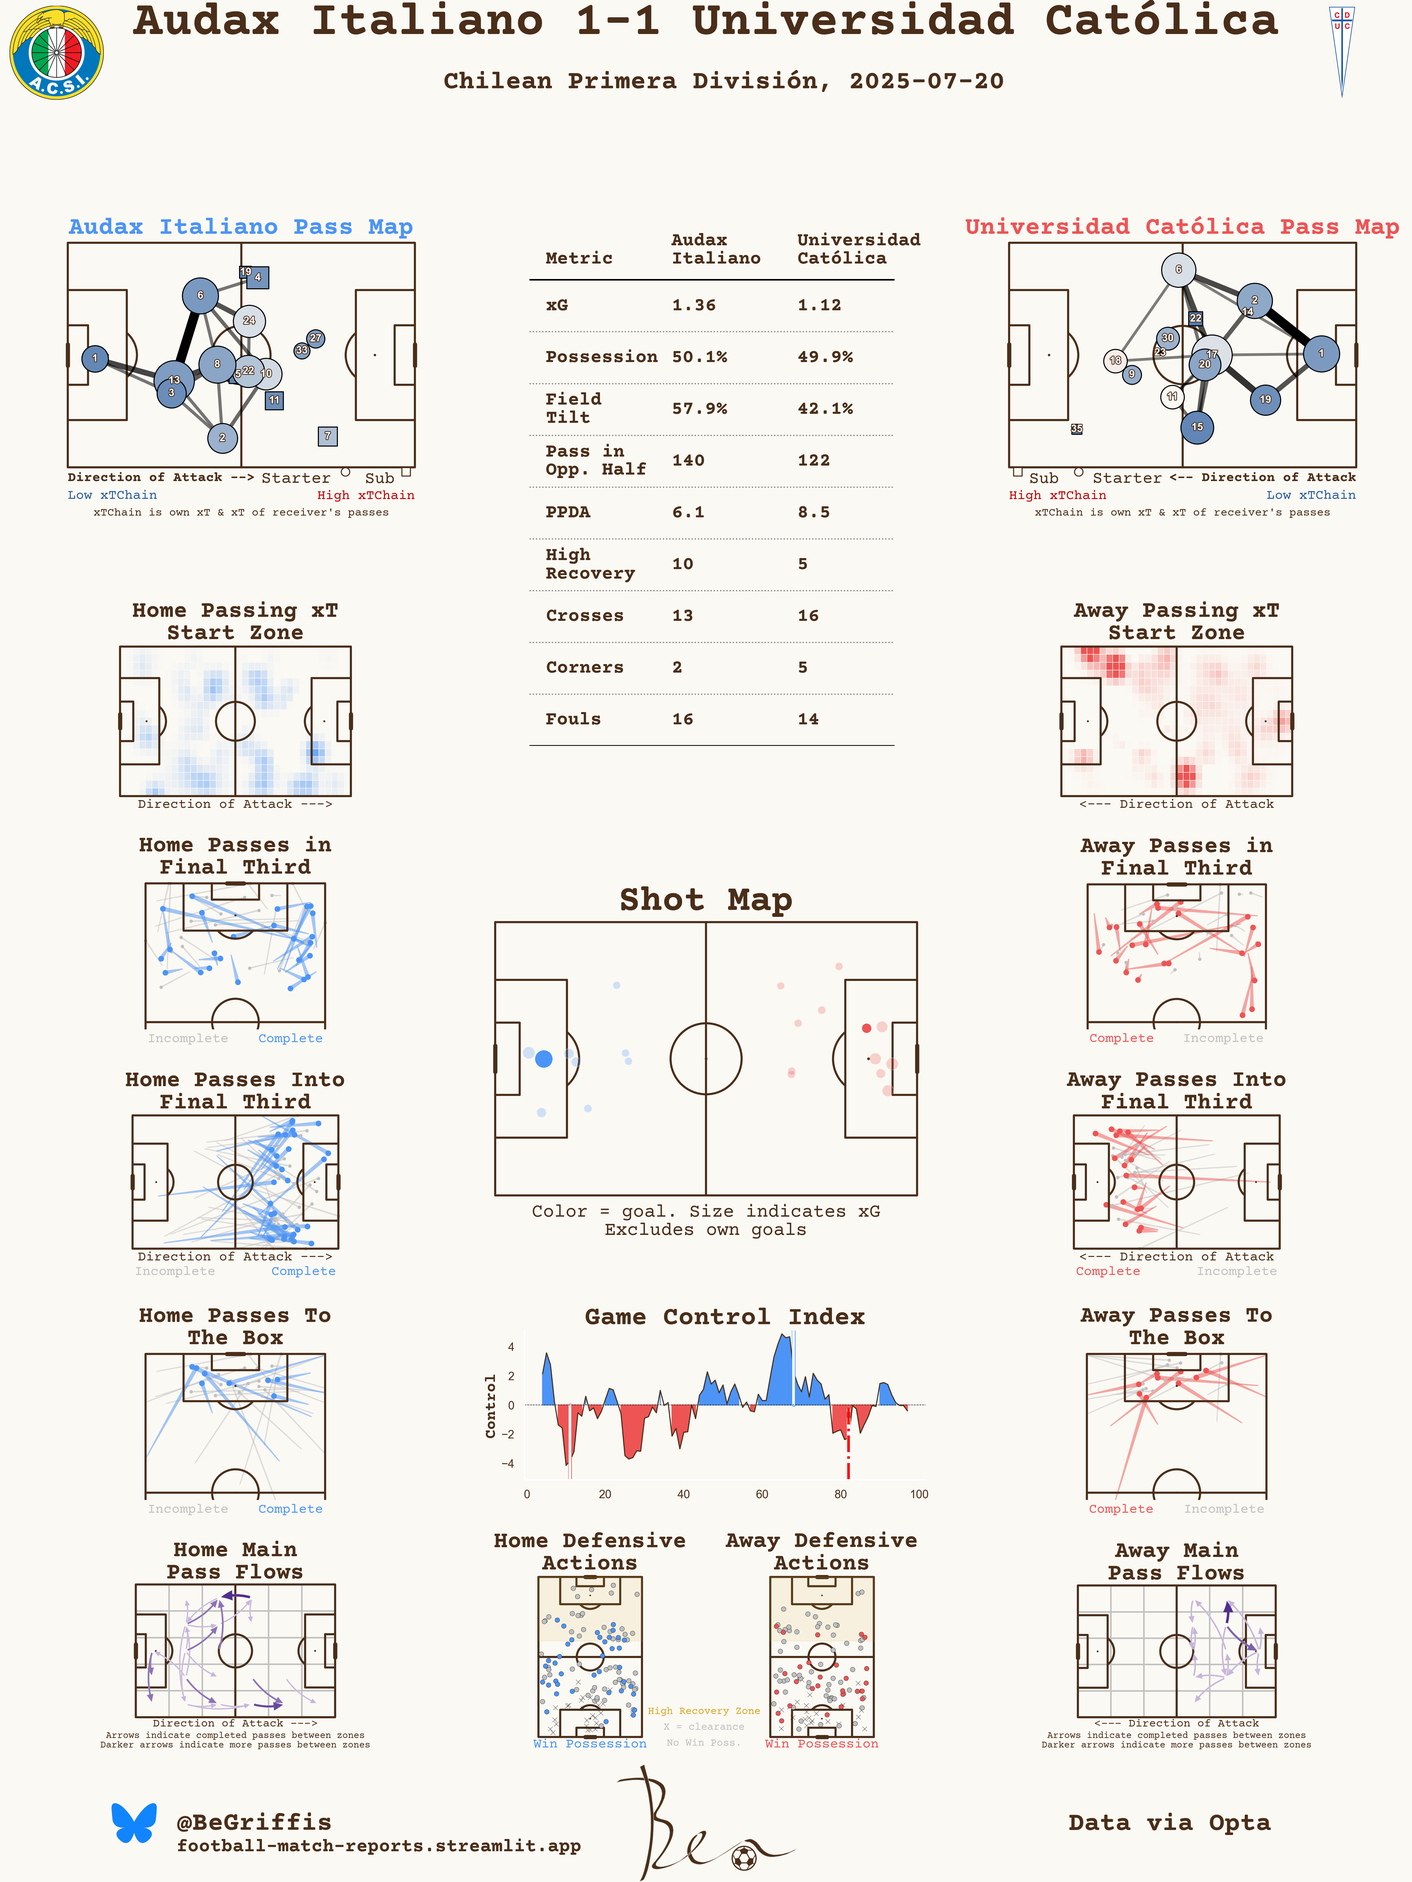 Audax Italiano 1-1 Universidad Católica
Chilean Primera División, 2025-07-20
A.C.S.I.
C D
U C
Audax Italiano Pass Map
19
4
6
24
27
33
1
8
5
22
10
13
3
11
2
7
Direction of Attack --> Starter Sub
Low xTChain High xTChain
xTChain is own xT & xT of receiver's passes
Metric Audax Italiano Universidad Católica
xG 1.36 1.12
Possession 50.1% 49.9%
Field Tilt 57.9% 42.1%
Pass in Opp. Half 140 122
PPDA 6.1 8.5
High Recovery 10 5
Crosses 13 16
Corners 2 5
Fouls 16 14
Universidad Católica Pass Map
6
2
14
22
30
23
17
1
18
20
9
11
19
15
35
Sub Starter <-- Direction of Attack
High xTChain Low xTChain
xTChain is own xT & xT of receiver's passes
Home Passing xT
Start Zone
Direction of Attack --->
Away Passing xT
Start Zone
<--- Direction of Attack
Home Passes in
Final Third
Incomplete Complete
Away Passes in
Final Third
Complete Incomplete
Shot Map
Color = goal. Size indicates xG
Excludes own goals
Home Passes Into
Final Third
Direction of Attack --->
Incomplete Complete
Away Passes Into
Final Third
<--- Direction of Attack
Complete Incomplete
Home Passes To
The Box
Incomplete Complete
Game Control Index
Control
4
2
0
−2
−4
0 20 40 60 80 100
Away Passes To
The Box
Complete Incomplete
Home Main
Pass Flows
Direction of Attack --->
Arrows indicate completed passes between zones
Darker arrows indicate more passes between zones
Home Defensive
Actions
Win Possession
Away Defensive
Actions
Win Possession
High Recovery Zone
X = clearance
No Win Poss.
Away Main
Pass Flows
<--- Direction of Attack
Arrows indicate completed passes between zones
Darker arrows indicate more passes between zones
@BeGriffis
football-match-reports.streamlit.app
Ben
Data via Opta